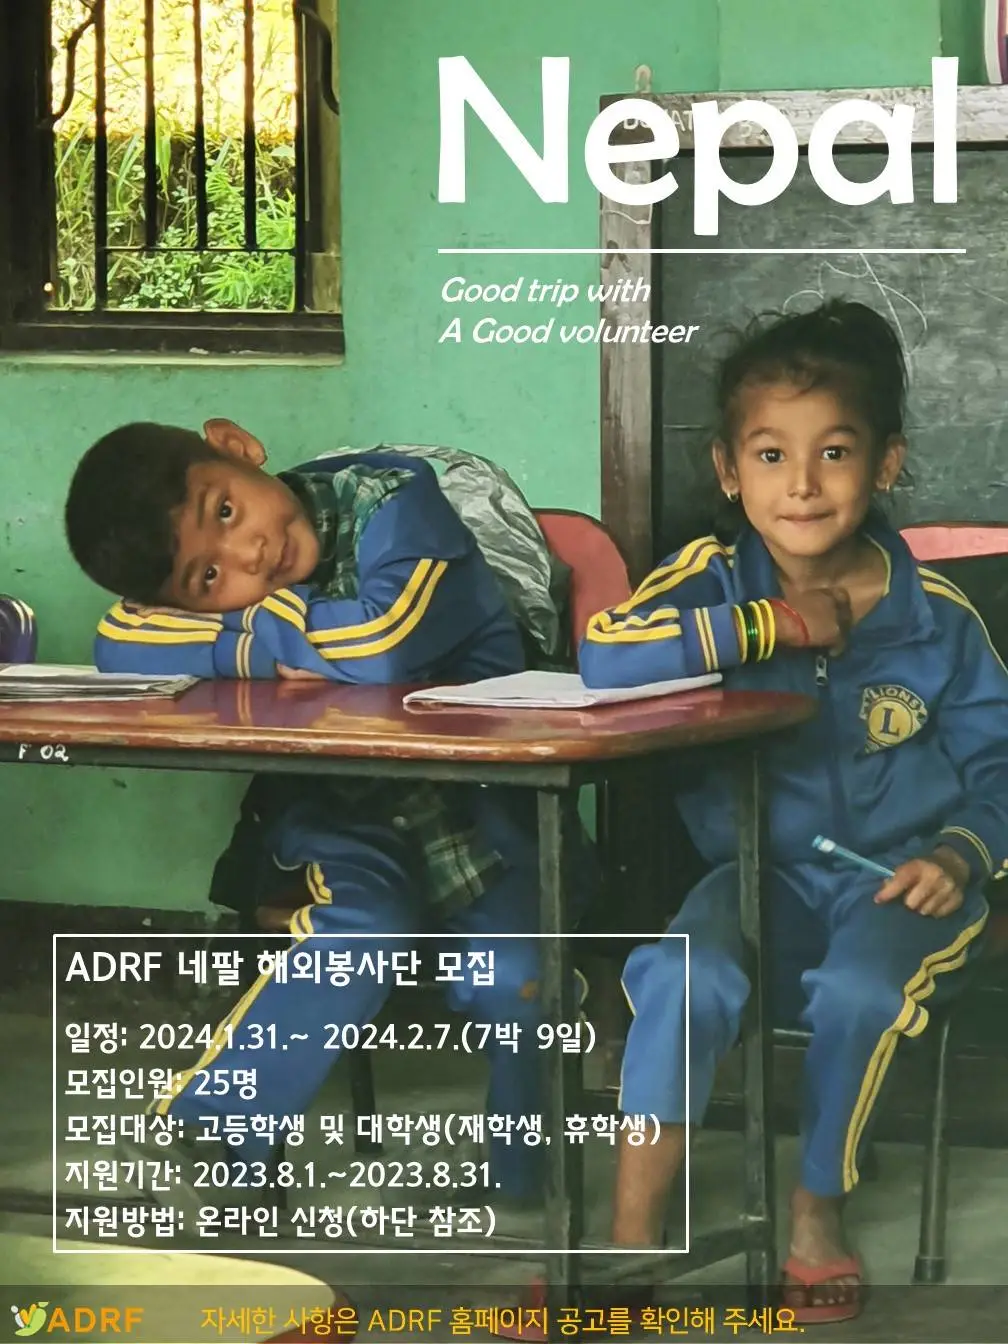 Nepal
Good trip with
A Good volunteer
LIONS
L
F 02
ADRF 네팔 해외봉사단 모집
일정: 2024.1.31.~ 2024.2.7.(7박 9일)
모집인원: 25명
모집대상: 고등학생 및 대학생(재학생, 휴학생)
지원기간: 2023.8.1.~2023.8.31.
지원방법: 온라인 신청(하단 참조)
ADRF
자세한 사항은 ADRF 홈페이지 공고를 확인해 주세요.